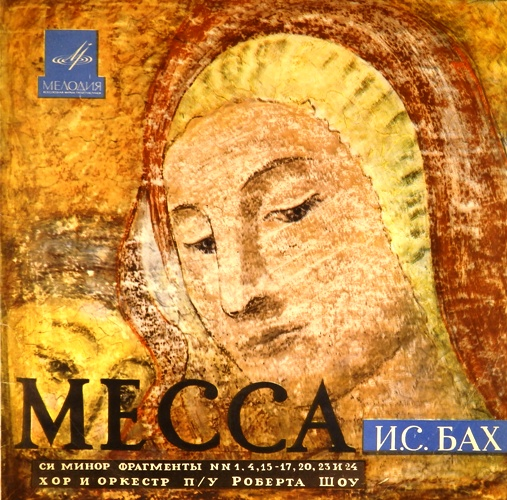 МЕЛОДИЯ
МЕССА
И.С. БАХ
СИ МИНОР ФРАГМЕНТЫ NN 1, 4, 15-17, 20, 23 И 24
ХОР И ОРКЕСТР П/У РОБЕРТА ШОУ